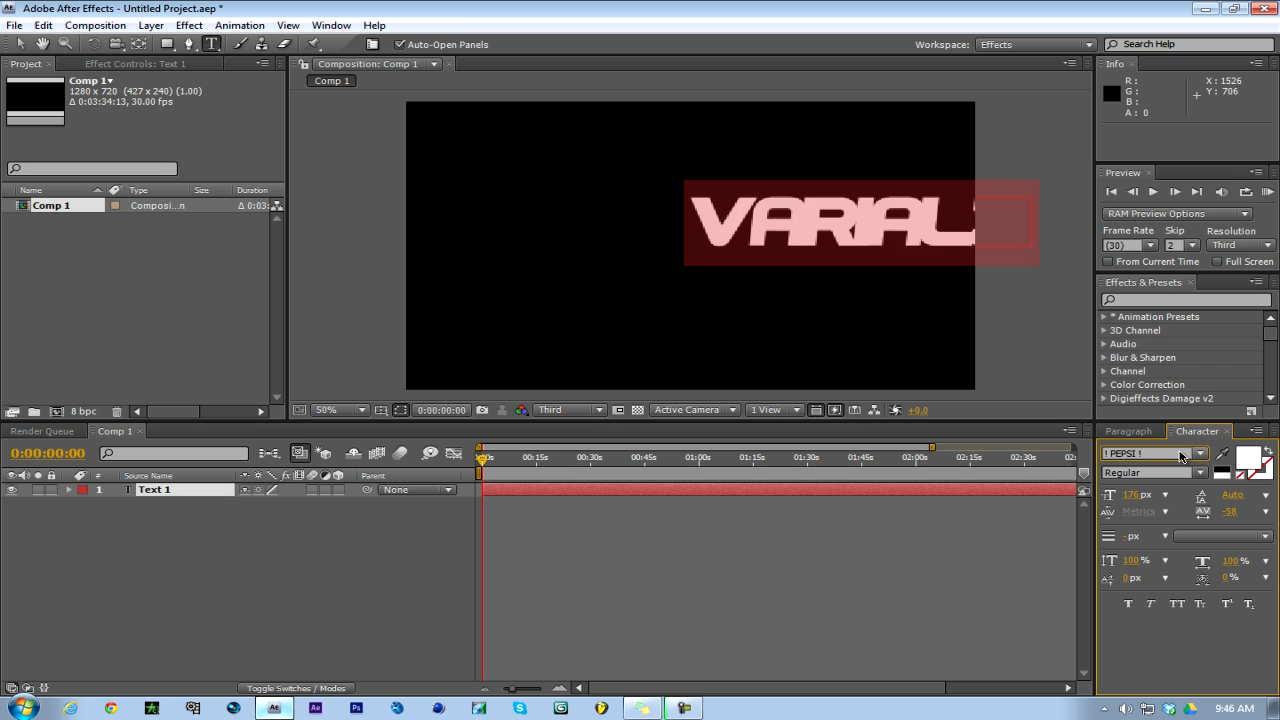 Adobe After Effects - Untitled Project.aep *
File Edit Composition Layer Effect Animation View Window Help
Auto-Open Panels
Workspace: Effects
Search Help
Project
Effect Controls: Text 1
Composition: Comp 1
Info
Comp 1
Comp 1
1280 x 720 (427 x 240) (1.00)
Δ 0:03:34:13, 30.00 fps
R :
G :
B :
A : 0
X : 1526
Y : 706
Name Type Size Duration
Comp 1 Composi...n Δ 0:03:
VARIAL
Preview
RAM Preview Options
Frame Rate Skip Resolution
(30) 2 Third
From Current Time Full Screen
Effects & Presets
* Animation Presets
3D Channel
Audio
Blur & Sharpen
Channel
Color Correction
Digieffects Damage v2
8 bpc
50% 0:00:00:00 Third Active Camera 1 View +0.0
Render Queue Comp 1
Paragraph Character
0:00:00:00
00:15s 00:30s 00:45s 01:00s 01:15s 01:30s 01:45s 02:00s 02:15s 02:30s 02:
# Source Name Parent
1 T Text 1 None
! PEPSI !
Regular
176 px Auto
Metrics -58
- px
100 % 100 %
0 px 0 %
T T TT Tt T¹ T₁
Toggle Switches / Modes
Ae Ae Ps
9:46 AM